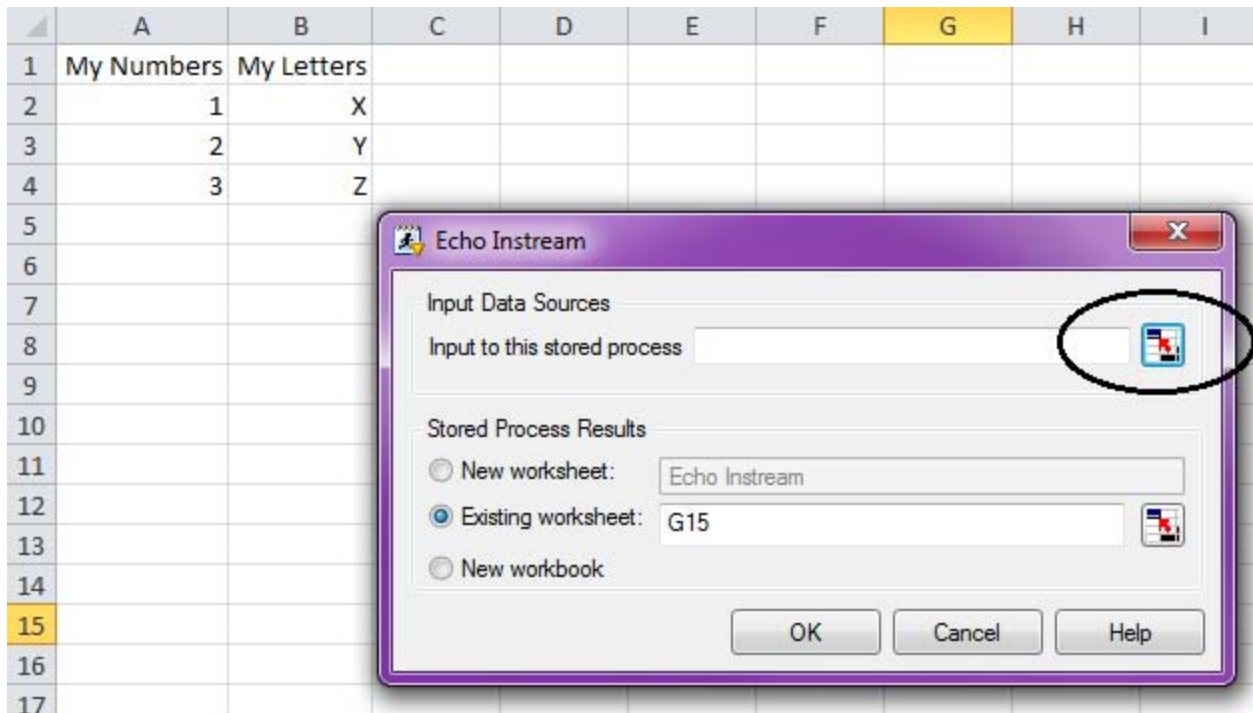 A B C D E F G H I
1 My Numbers My Letters
2 1 X
3 2 Y
4 3 Z
5
6
7
8
9
10
11
12
13
14
15
16
17
Echo Instream
Input Data Sources
Input to this stored process
Stored Process Results
New worksheet: Echo Instream
Existing worksheet: G15
New workbook
OK Cancel Help